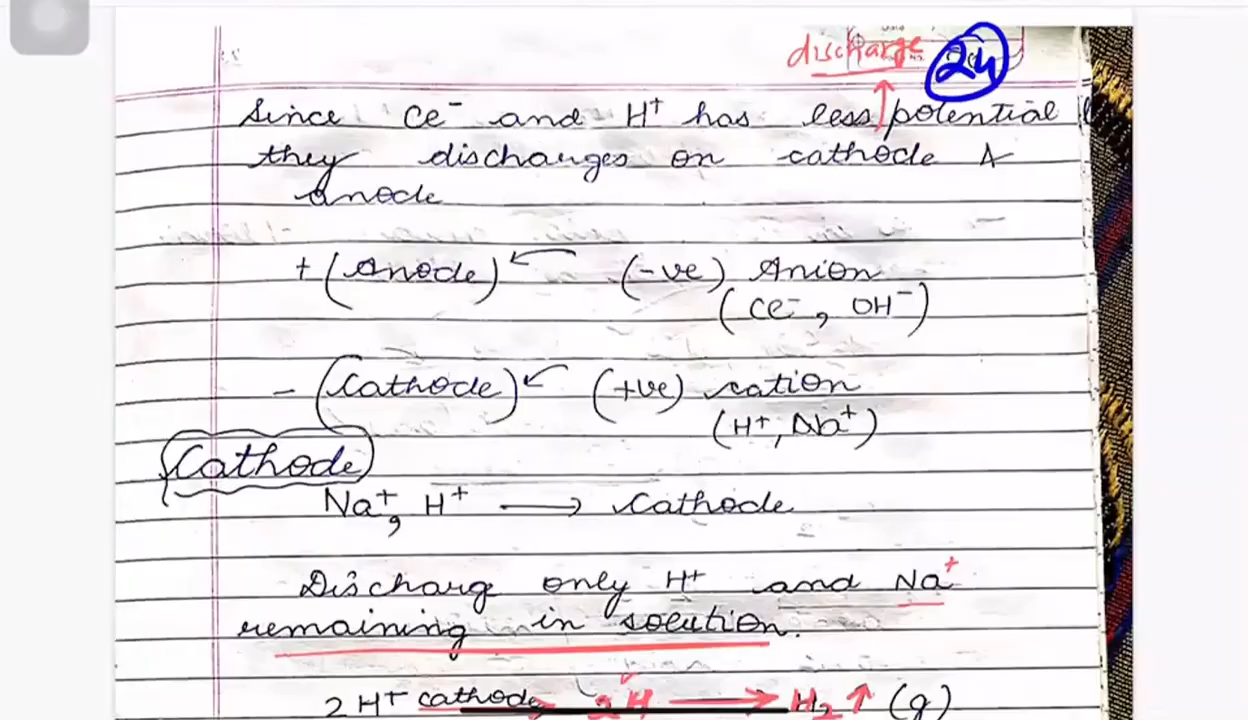 discharge 24
Since Cl⁻ and H⁺ has less potential
they discharges on cathode &
anode
+ (Anode) ← (-ve) Anion
(Cl⁻, OH⁻)
- (Cathode) ← (+ve) cation
(H⁺, Na⁺)
Cathode
Na⁺, H⁺ → Cathode
Discharg only H⁺ and Na⁺
remaining in solution.
2H⁺ cathode → 2H → H₂↑ (g)